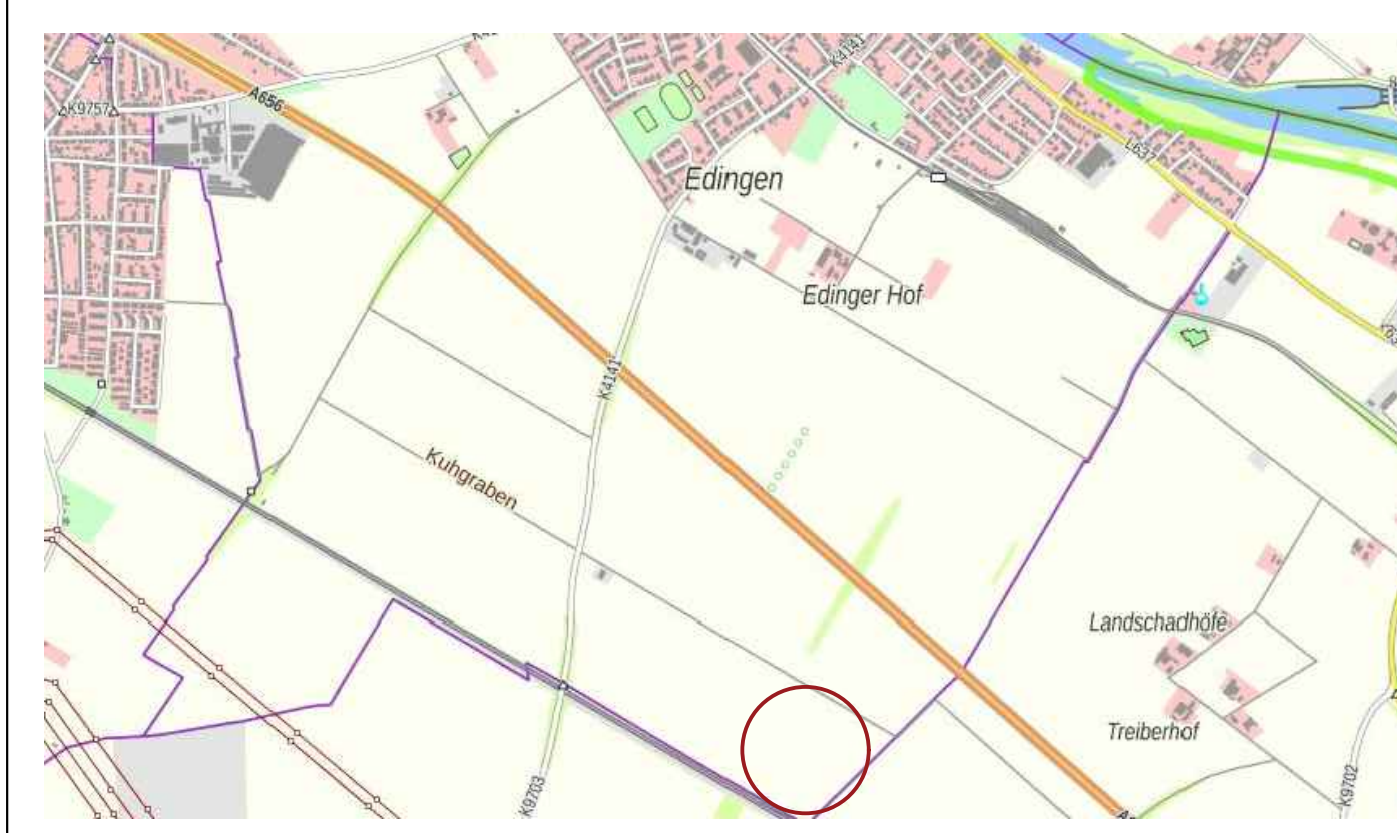 K4141
K9757
A656
L637
Edingen
Edinger Hof
K4141
Kuhgraben
Landschadhöfe
Treiberhof
K9703
K9702